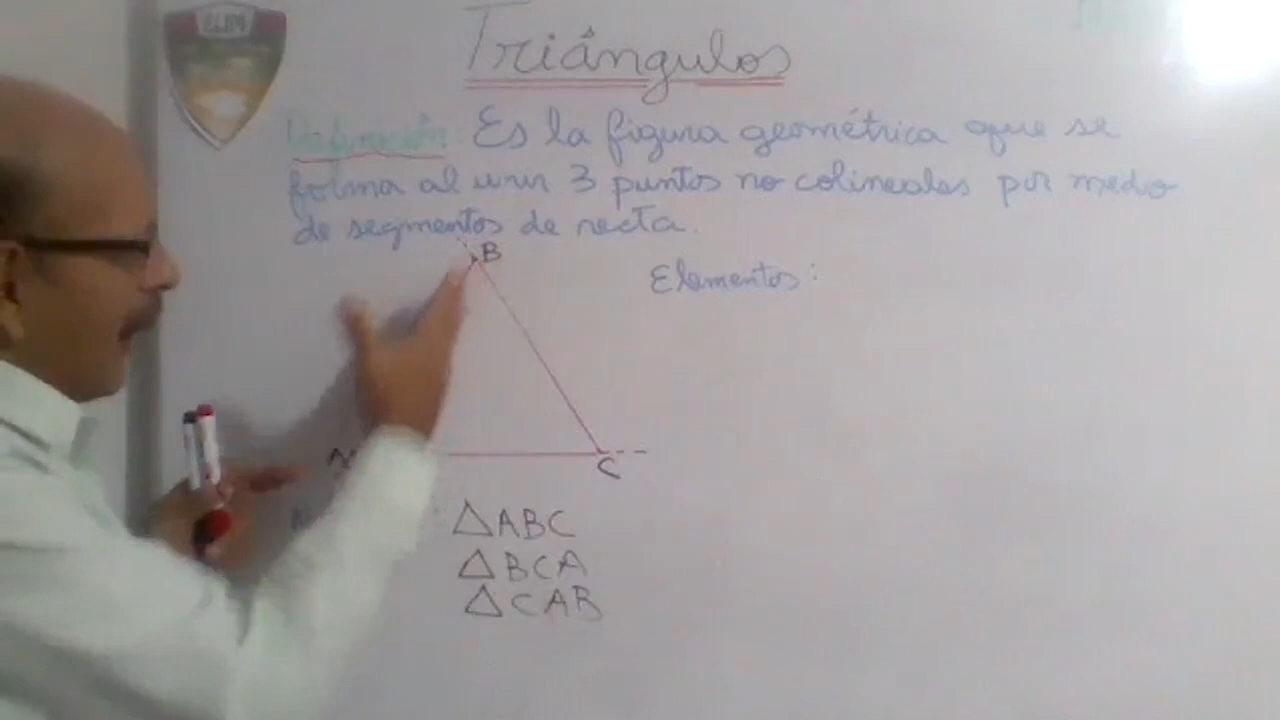 Triángulos
Definición: Es la figura geométrica que se
forma al unir 3 puntos no colineales por medio
de segmentos de recta.
B
Elementos:
C
△ABC
△BCA
△CAB